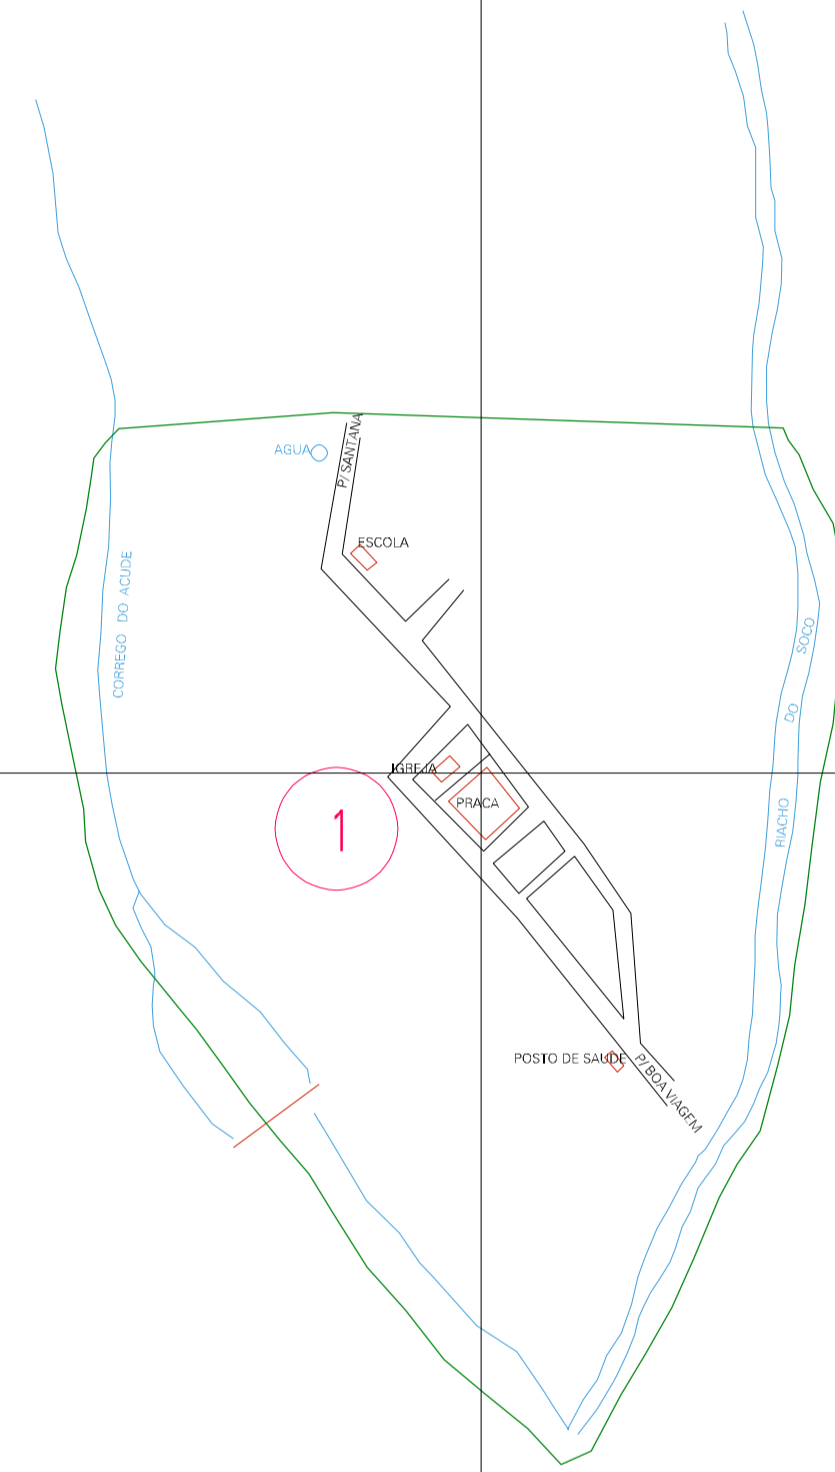 P/ SANTANA
AGUA
ESCOLA
CORREGO DO ACUDE
SOCO
DO
RIACHO
IGREJA
PRACA
1
POSTO DE SAUDE
P/ BOA VIAGEM